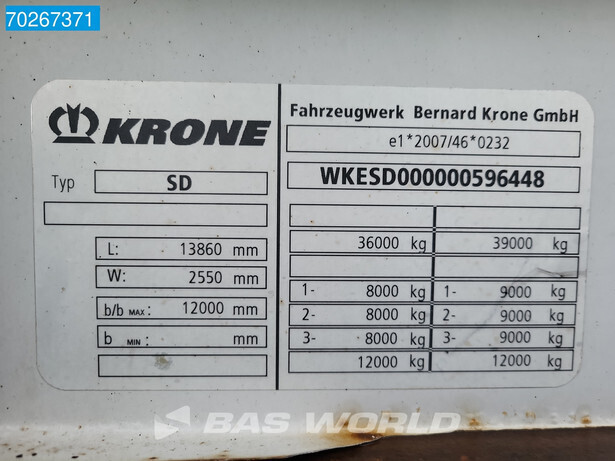 70267371
KRONE
Typ SD
L: 13860 mm
W: 2550 mm
b/b MAX: 12000 mm
b MIN: mm
Fahrzeugwerk Bernard Krone GmbH
e1*2007/46*0232
WKESD000000596448
36000 kg 39000 kg
1- 8000 kg 1- 9000 kg
2- 8000 kg 2- 9000 kg
3- 8000 kg 3- 9000 kg
12000 kg 12000 kg
BAS WORLD